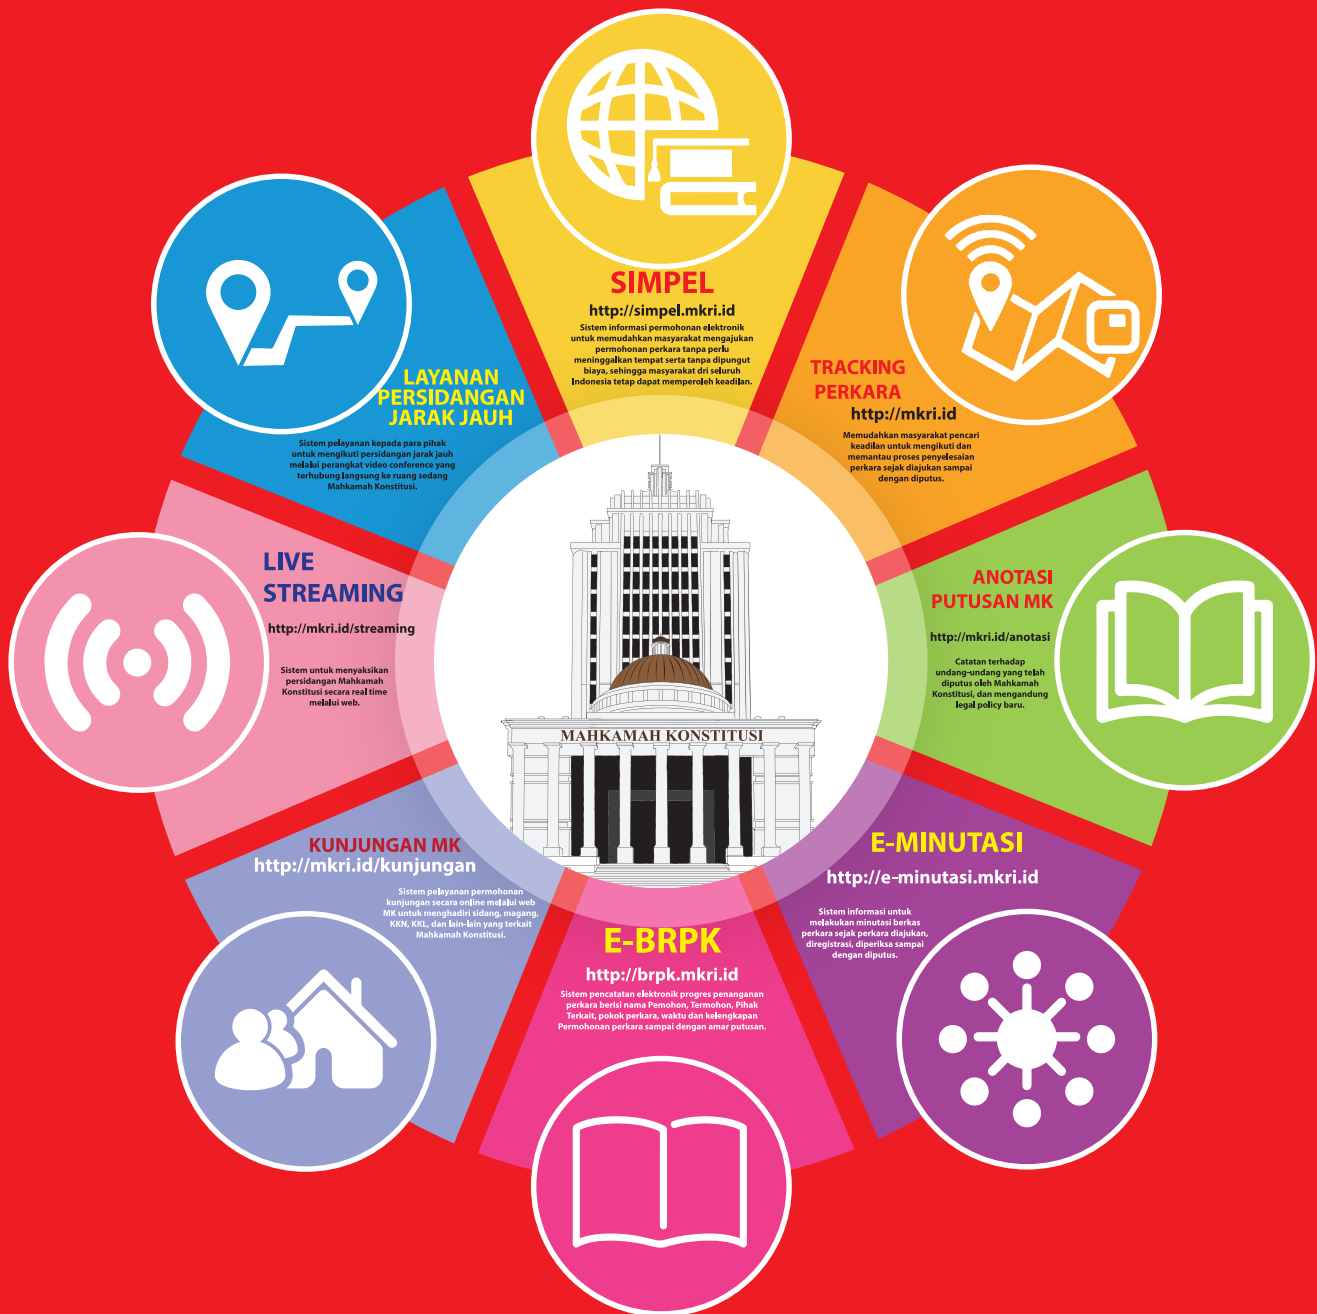 SIMPEL
http://simpel.mkri.id
Sistem informasi permohonan elektronik
untuk memudahkan masyarakat mengajukan
permohonan perkara tanpa perlu
meninggalkan tempat serta tanpa dipungut
biaya, sehingga masyarakat dri seluruh
Indonesia tetap dapat memperoleh keadilan.
TRACKING
PERKARA
http://mkri.id
Memudahkan masyarakat pencari
keadilan untuk mengikuti dan
memantau proses penyelesaian
perkara sejak diajukan sampai
dengan diputus.
ANOTASI
PUTUSAN MK
http://mkri.id/anotasi
Catatan terhadap
undang-undang yang telah
diputus oleh Mahkamah
Konstitusi, dan mengandung
legal policy baru.
E-MINUTASI
http://e-minutasi.mkri.id
Sistem informasi untuk
melakukan minutasi berkas
perkara sejak perkara diajukan,
diregistrasi, diperiksa sampai
dengan diputus.
E-BRPK
http://brpk.mkri.id
Sistem pencatatan elektronik progres penanganan
perkara berisi nama Pemohon, Termohon, Pihak
Terkait, pokok perkara, waktu dan kelengkapan
Permohonan perkara sampai dengan amar putusan.
KUNJUNGAN MK
http://mkri.id/kunjungan
Sistem pelayanan permohonan
kunjungan secara online melalui web
MK untuk menghadiri sidang, magang,
KKN, KKL, dan lain-lain yang terkait
Mahkamah Konstitusi.
LIVE
STREAMING
http://mkri.id/streaming
Sistem untuk menyaksikan
persidangan Mahkamah
Konstitusi secara real time
melalui web.
LAYANAN
PERSIDANGAN
JARAK JAUH
Sistem pelayanan kepada para pihak
untuk mengikuti persidangan jarak jauh
melalui perangkat video conference yang
terhubung langsung ke ruang sedang
Mahkamah Konstitusi.
MAHKAMAH KONSTITUSI